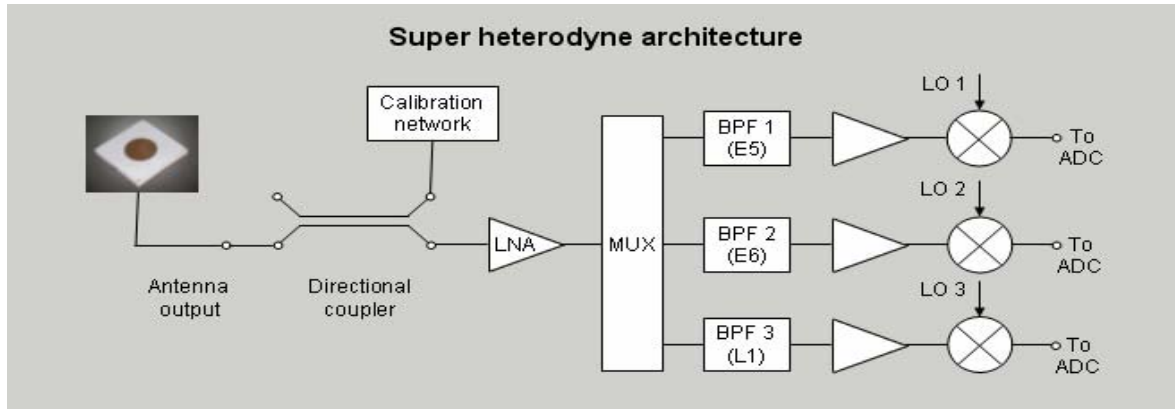 Super heterodyne architecture
Calibration
network
Antenna
output
Directional
coupler
LNA
MUX
BPF 1
(E5)
LO 1
To
ADC
BPF 2
(E6)
LO 2
To
ADC
BPF 3
(L1)
LO 3
To
ADC